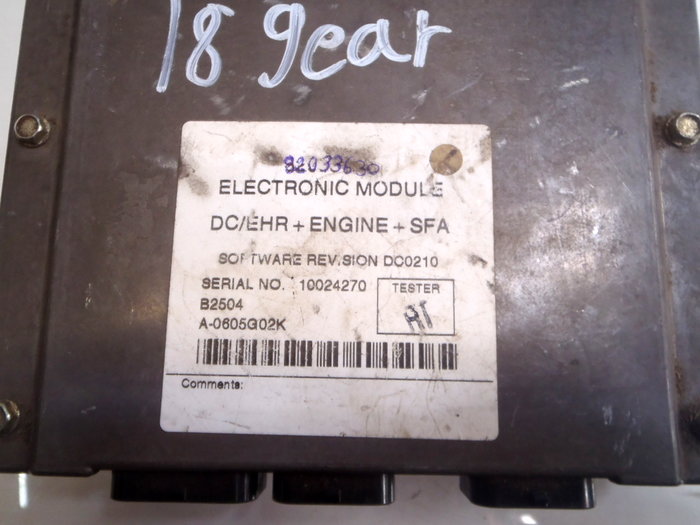 18 gear
82033630
ELECTRONIC MODULE
DC/EHR + ENGINE + SFA
SOFTWARE REVISION DC0210
SERIAL NO. 10024270
TESTER
AT
B2504
A-0605G02K
Comments: